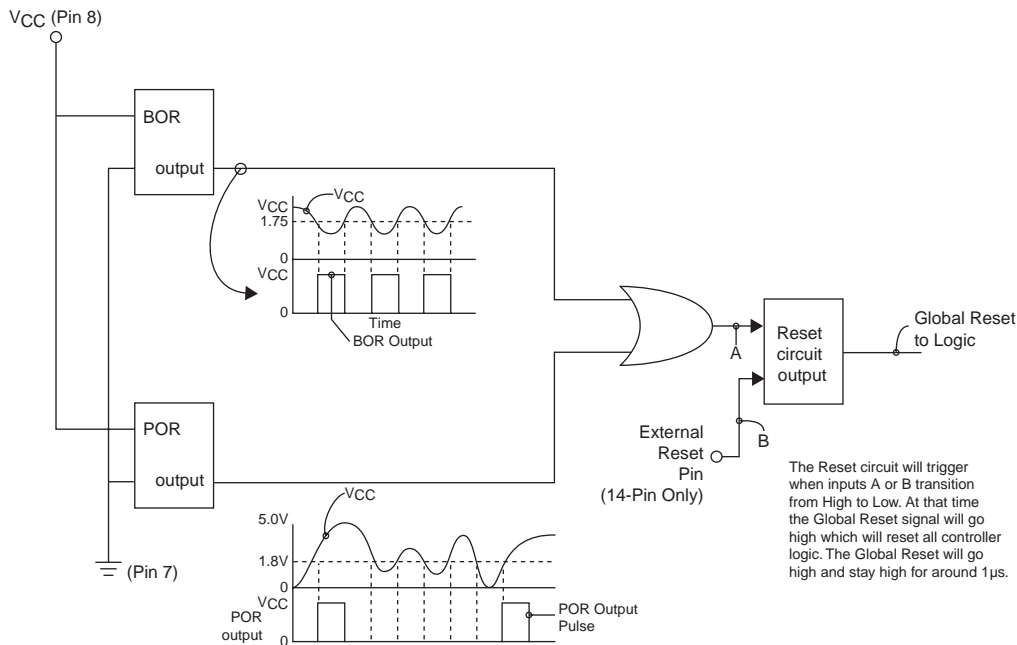 VCC (Pin 8)
BOR
output
VCC
VCC
1.75
0
VCC
0
Time
BOR Output
A
Reset
circuit
output
Global Reset
to Logic
POR
output
External
Reset
Pin
(14-Pin Only)
B
The Reset circuit will trigger
when inputs A or B transition
from High to Low. At that time
the Global Reset signal will go
high which will reset all controller
logic. The Global Reset will go
high and stay high for around 1µs.
(Pin 7)
VCC
5.0V
1.8V
0
VCC
POR
output
0
POR Output
Pulse